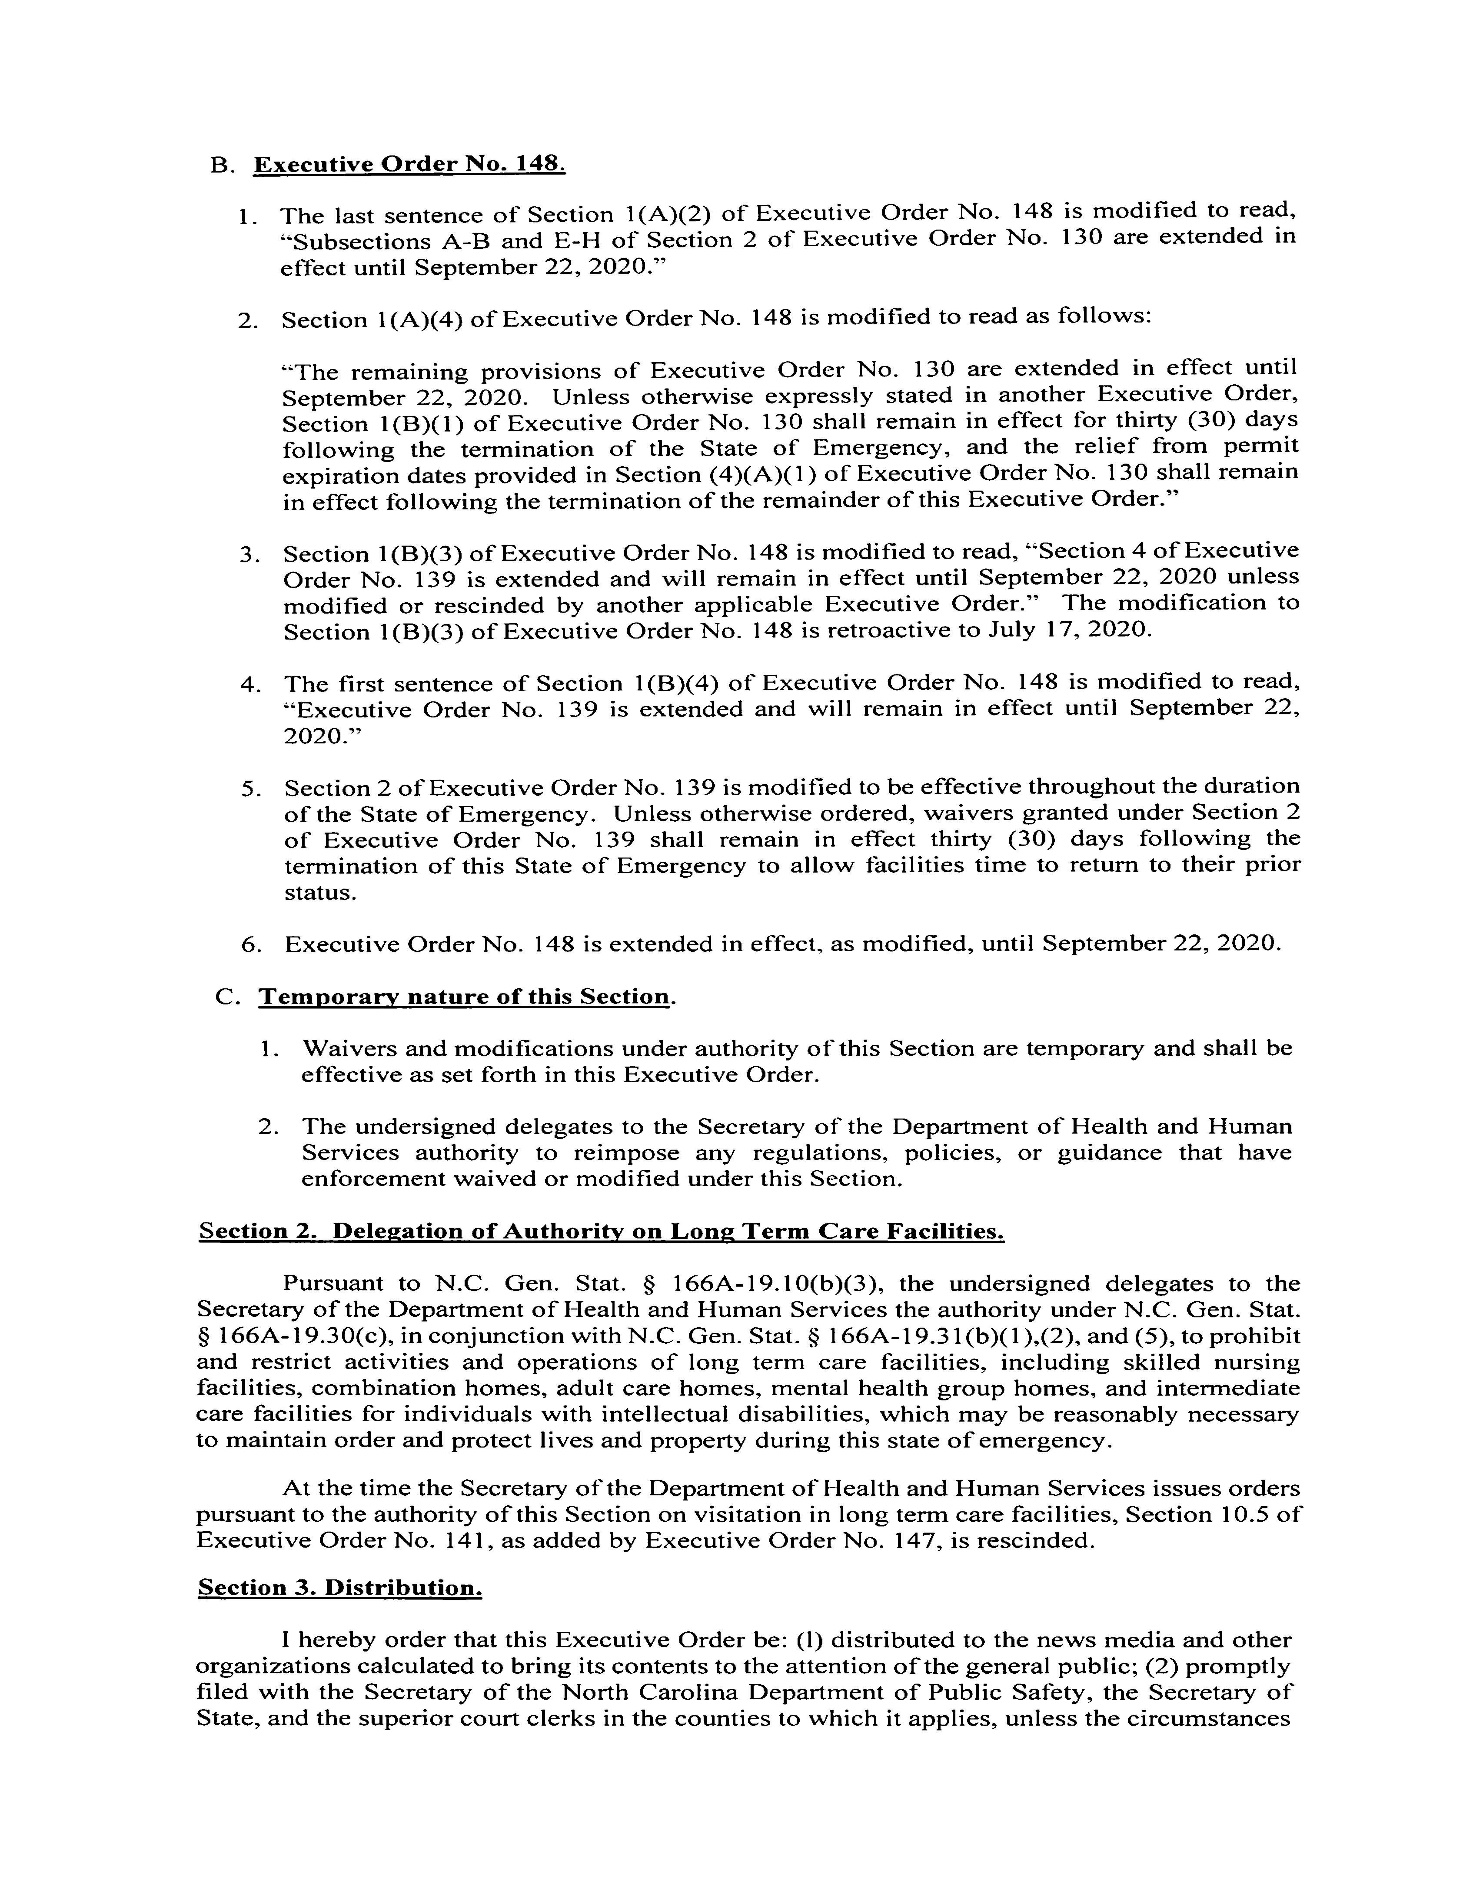 B. Executive Order No. 148.
1. The last sentence of Section 1(A)(2) of Executive Order No. 148 is modified to read,
“Subsections A-B and E-H of Section 2 of Executive Order No. 130 are extended in
effect until September 22, 2020.”
2. Section 1(A)(4) of Executive Order No. 148 is modified to read as follows:
“The remaining provisions of Executive Order No. 130 are extended in effect until
September 22, 2020. Unless otherwise expressly stated in another Executive Order,
Section 1(B)(1) of Executive Order No. 130 shall remain in effect for thirty (30) days
following the termination of the State of Emergency, and the relief from permit
expiration dates provided in Section (4)(A)(1) of Executive Order No. 130 shall remain
in effect following the termination of the remainder of this Executive Order.”
3. Section 1(B)(3) of Executive Order No. 148 is modified to read, “Section 4 of Executive
Order No. 139 is extended and will remain in effect until September 22, 2020 unless
modified or rescinded by another applicable Executive Order.” The modification to
Section 1(B)(3) of Executive Order No. 148 is retroactive to July 17, 2020.
4. The first sentence of Section 1(B)(4) of Executive Order No. 148 is modified to read,
“Executive Order No. 139 is extended and will remain in effect until September 22,
2020.”
5. Section 2 of Executive Order No. 139 is modified to be effective throughout the duration
of the State of Emergency. Unless otherwise ordered, waivers granted under Section 2
of Executive Order No. 139 shall remain in effect thirty (30) days following the
termination of this State of Emergency to allow facilities time to return to their prior
status.
6. Executive Order No. 148 is extended in effect, as modified, until September 22, 2020.
C. Temporary nature of this Section.
1. Waivers and modifications under authority of this Section are temporary and shall be
effective as set forth in this Executive Order.
2. The undersigned delegates to the Secretary of the Department of Health and Human
Services authority to reimpose any regulations, policies, or guidance that have
enforcement waived or modified under this Section.
Section 2. Delegation of Authority on Long Term Care Facilities.
Pursuant to N.C. Gen. Stat. § 166A-19.10(b)(3), the undersigned delegates to the
Secretary of the Department of Health and Human Services the authority under N.C. Gen. Stat.
§ 166A-19.30(c), in conjunction with N.C. Gen. Stat. § 166A-19.31(b)(1),(2), and (5), to prohibit
and restrict activities and operations of long term care facilities, including skilled nursing
facilities, combination homes, adult care homes, mental health group homes, and intermediate
care facilities for individuals with intellectual disabilities, which may be reasonably necessary
to maintain order and protect lives and property during this state of emergency.
At the time the Secretary of the Department of Health and Human Services issues orders
pursuant to the authority of this Section on visitation in long term care facilities, Section 10.5 of
Executive Order No. 141, as added by Executive Order No. 147, is rescinded.
Section 3. Distribution.
I hereby order that this Executive Order be: (1) distributed to the news media and other
organizations calculated to bring its contents to the attention of the general public; (2) promptly
filed with the Secretary of the North Carolina Department of Public Safety, the Secretary of
State, and the superior court clerks in the counties to which it applies, unless the circumstances